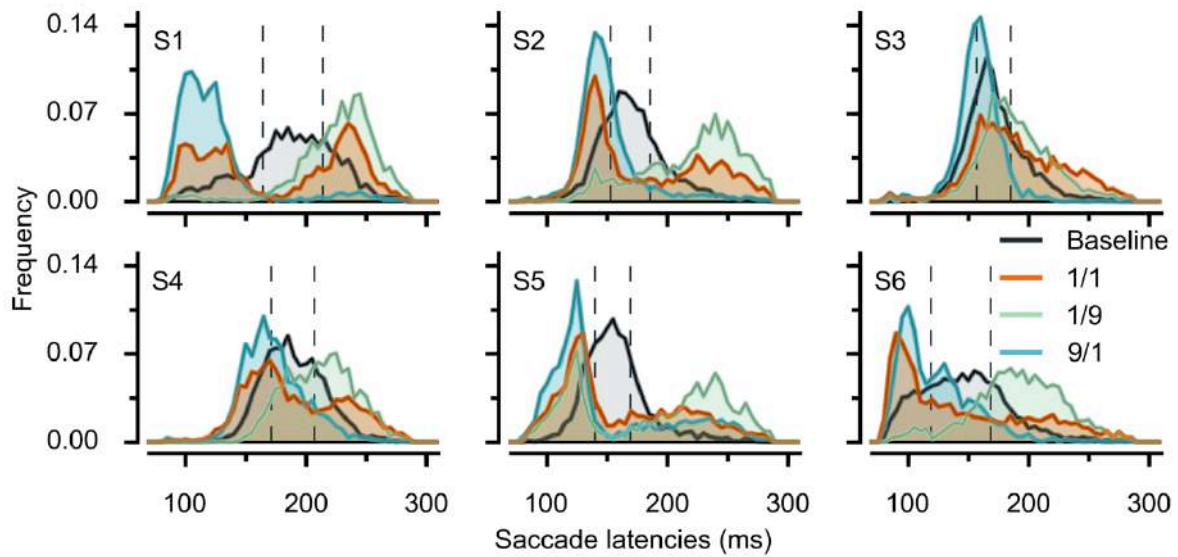 0.14
S1
S2
S3
0.07
0.00
Frequency
Baseline
1/1
1/9
9/1
0.14
S4
S5
S6
0.07
0.00
100 200 300 100 200 300 100 200 300
Saccade latencies (ms)